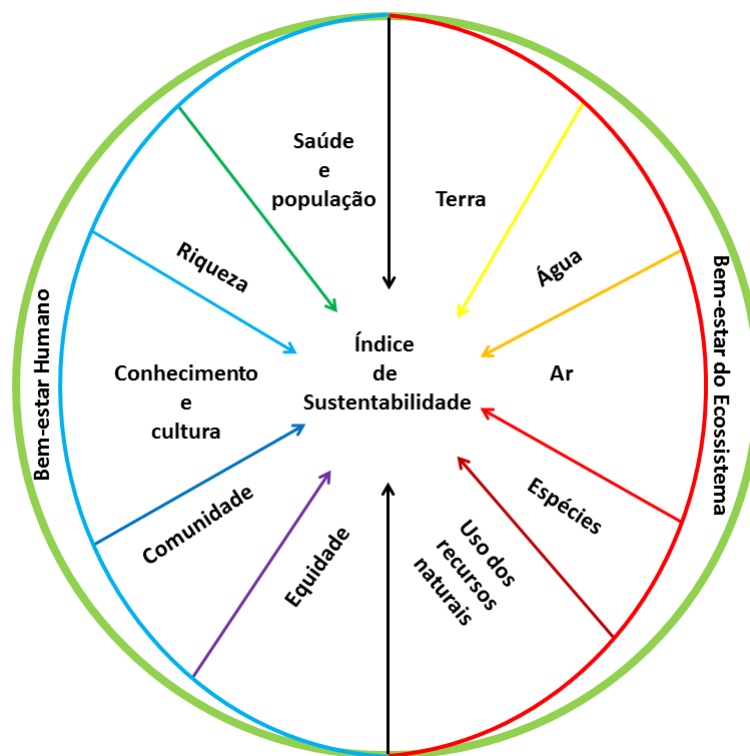 Saúde
e
população
Terra
Riqueza
Água
Bem-estar Humano
Bem-estar do Ecossistema
Índice
de
Sustentabilidade
Conhecimento
e
cultura
Ar
Comunidade
Espécies
Equidade
Uso dos
recursos
naturais